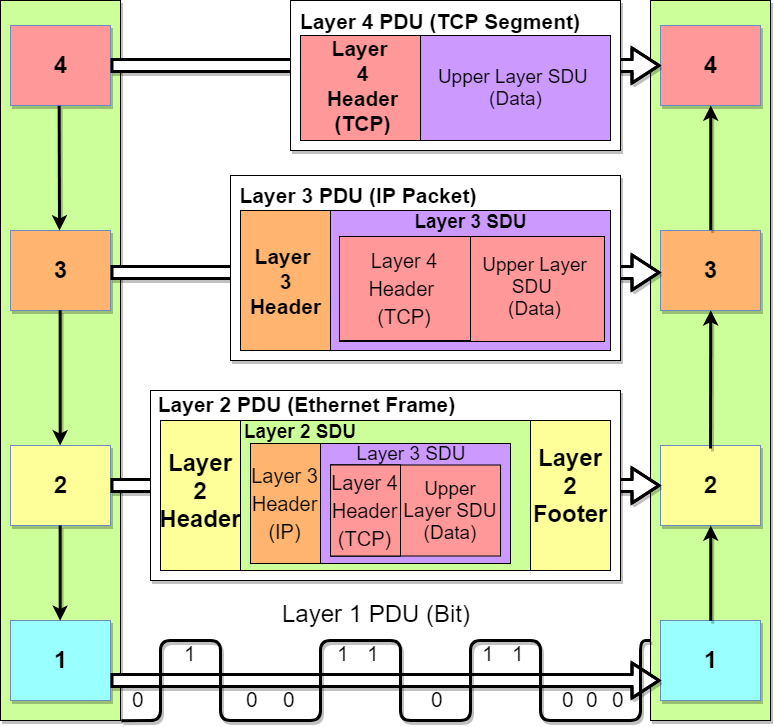 Layer 4 PDU (TCP Segment)
4
Layer
4
Header
(TCP)
Upper Layer SDU
(Data)
4
Layer 3 PDU (IP Packet)
3
Layer
3
Header
Layer 3 SDU
Layer 4
Header
(TCP)
Upper Layer
SDU
(Data)
3
Layer 2 PDU (Ethernet Frame)
2
Layer
2
Header
Layer 2 SDU
Layer 3
Header
(IP)
Layer 3 SDU
Layer 4
Header
(TCP)
Upper
Layer SDU
(Data)
Layer
2
Footer
2
Layer 1 PDU (Bit)
1
1 1 1 1 1
0 0 0 0 0 0 0
1